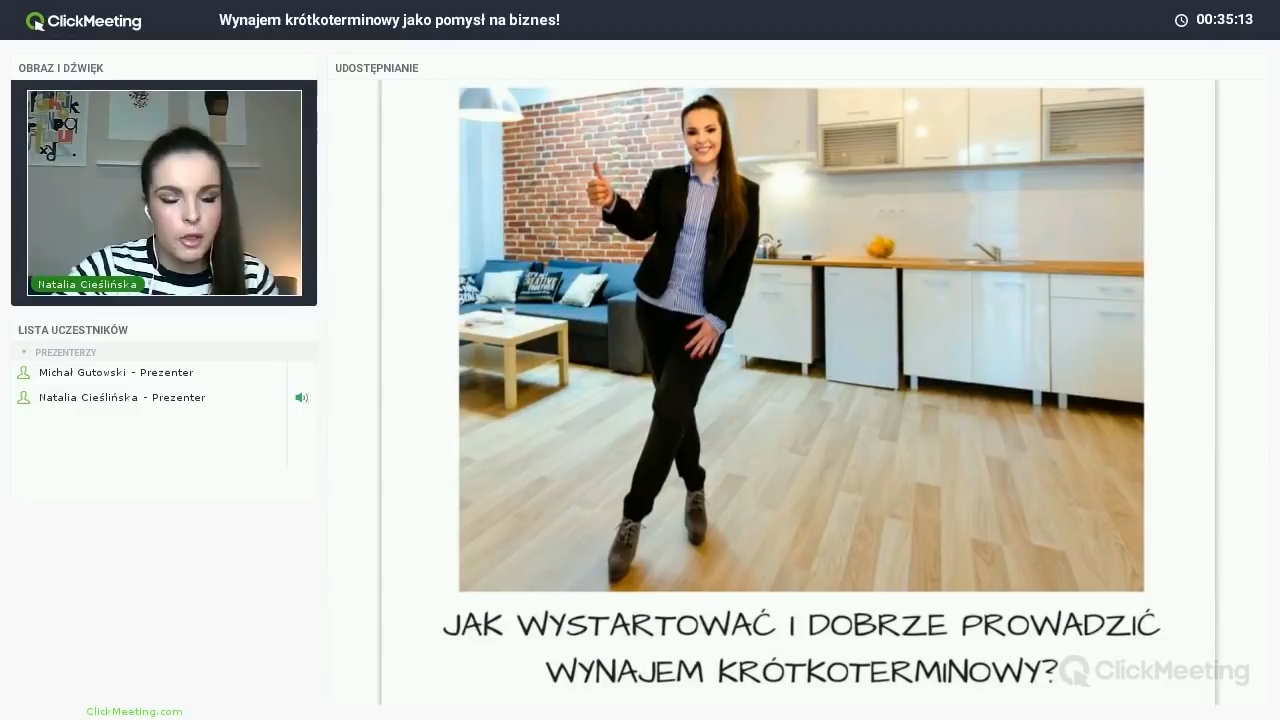 ClickMeeting
Wynajem krótkoterminowy jako pomysł na biznes!
00:35:13
OBRAZ I DŹWIĘK
Natalia Cieślińska
LISTA UCZESTNIKÓW
PREZENTERZY
Michał Gutowski - Prezenter
Natalia Cieślińska - Prezenter
ClickMeeting.com
UDOSTĘPNIANIE
JAK WYSTARTOWAĆ I DOBRZE PROWADZIĆ
WYNAJEM KRÓTKOTERMINOWY?
ClickMeeting